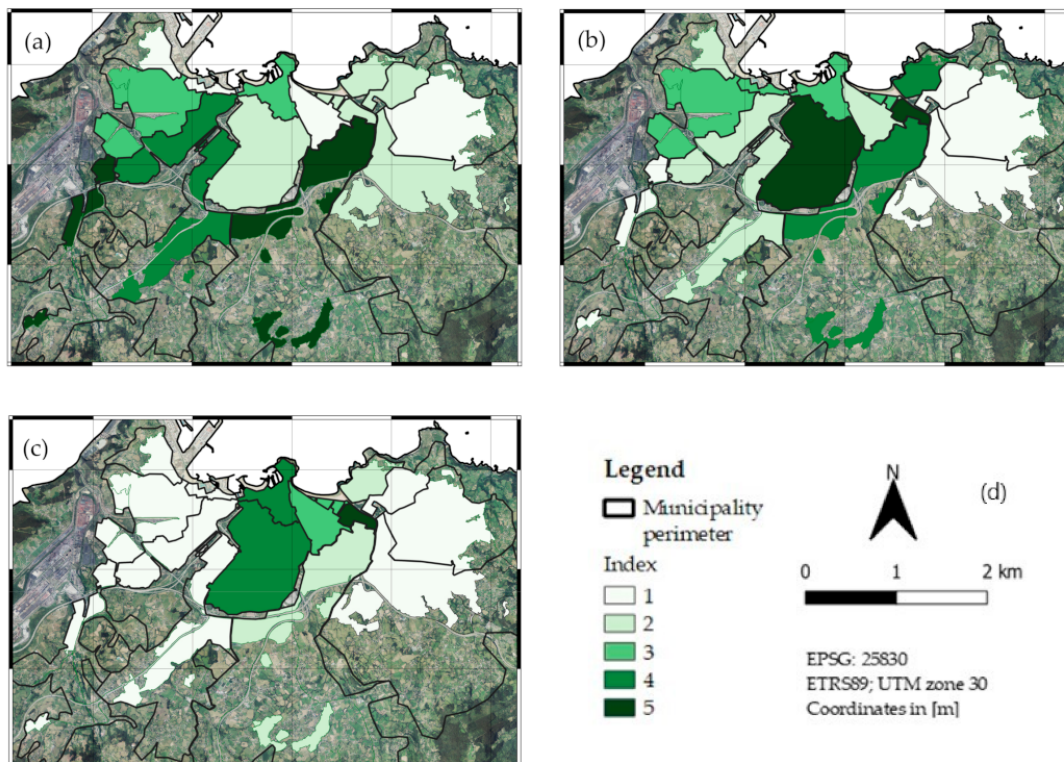 (a)
(b)
(c)
Legend
Municipality
perimeter
Index
1
2
3
4
5
N
(d)
0 1 2 km
EPSG: 25830
ETRS89; UTM zone 30
Coordinates in [m]